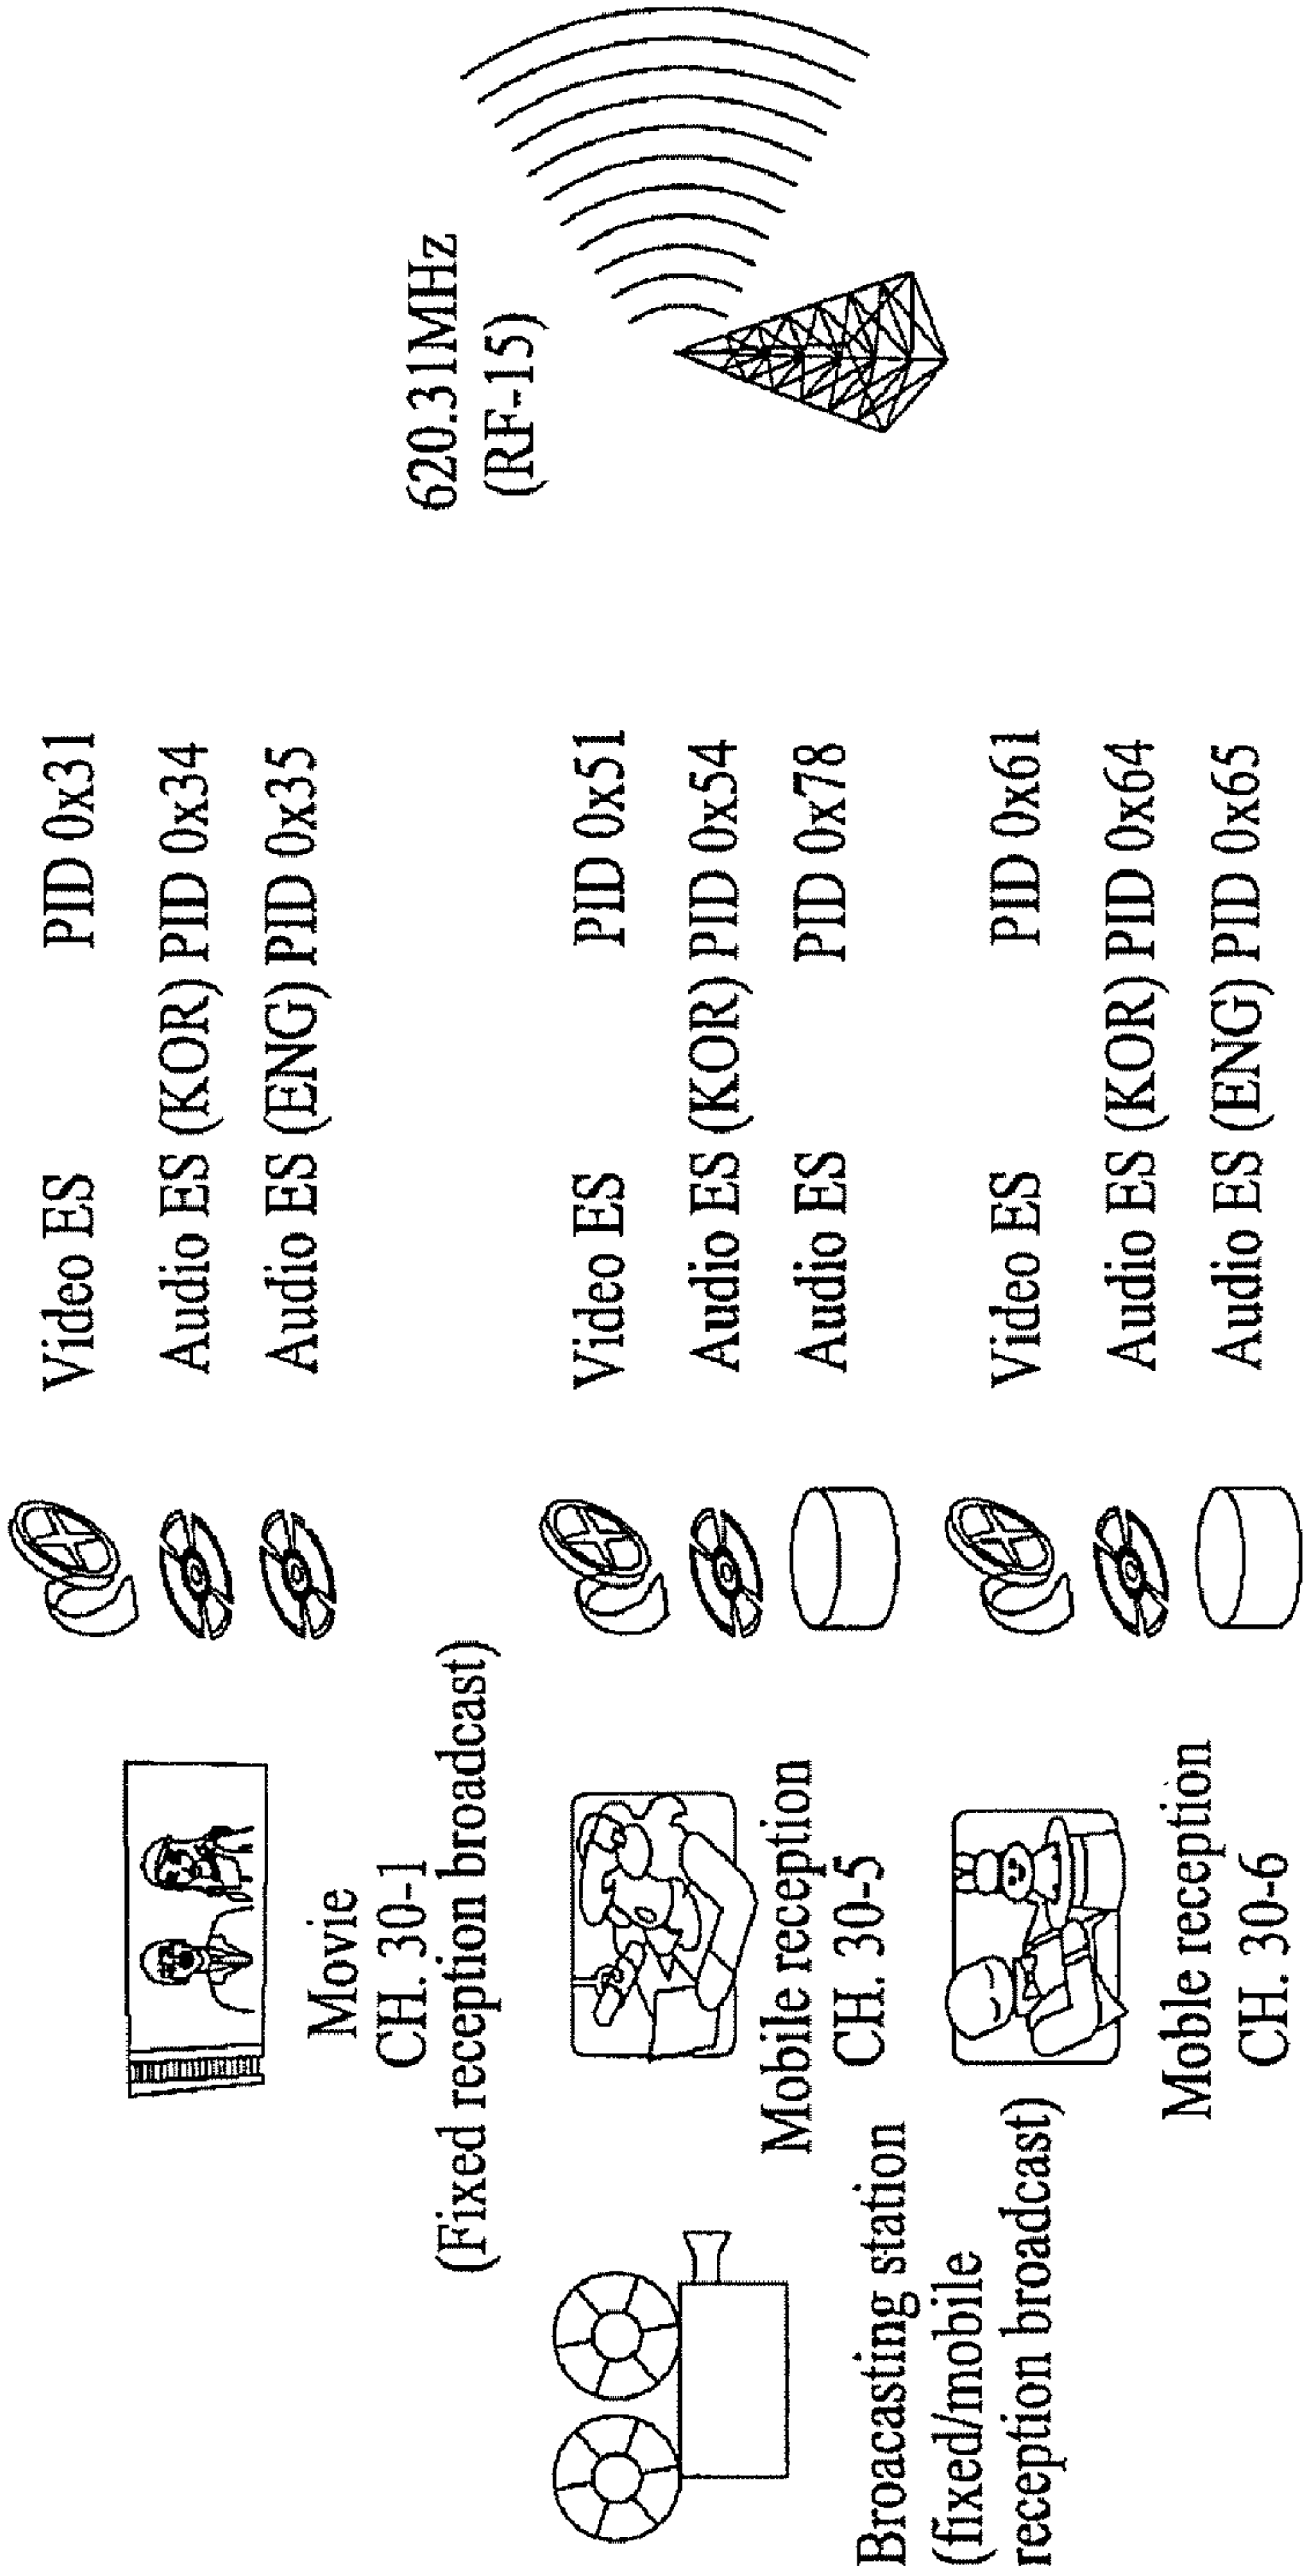 Brocasting station
(fixed/mobile
reception broadcast)
Movie
CH. 30-1
(Fixed reception broadcast)
Video ES PID 0x31
Audio ES (KOR) PID 0x34
Audio ES (ENG) PID 0x35
Mobile reception
CH. 30-5
Video ES PID 0x51
Audio ES (KOR) PID 0x54
Audio ES PID 0x78
Moble reception
CH. 30-6
Video ES PID 0x61
Audio ES (KOR) PID 0x64
Audio ES (ENG) PID 0x65
620.31MHz
(RF-15)